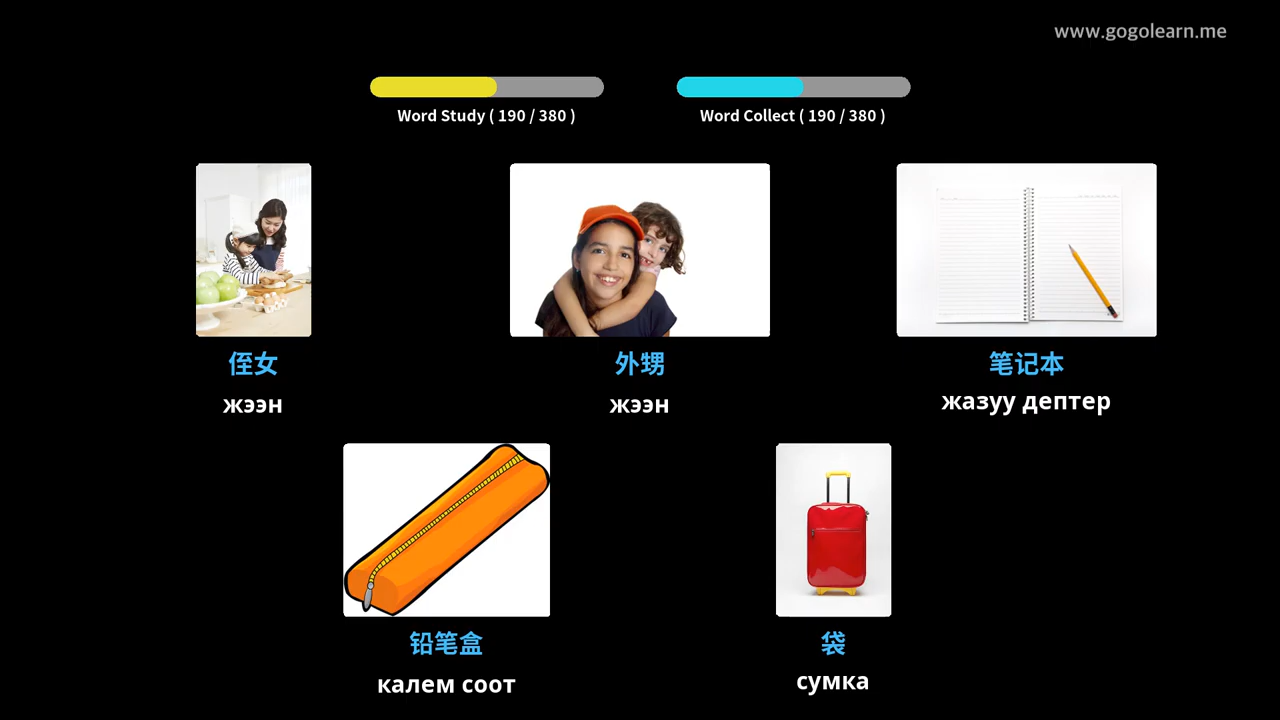 www.gogolearn.me
Word Study ( 190 / 380 )
Word Collect ( 190 / 380 )
侄女
жээн
外甥
жээн
笔记本
жазуу дептер
铅笔盒
калем соот
袋
сумка